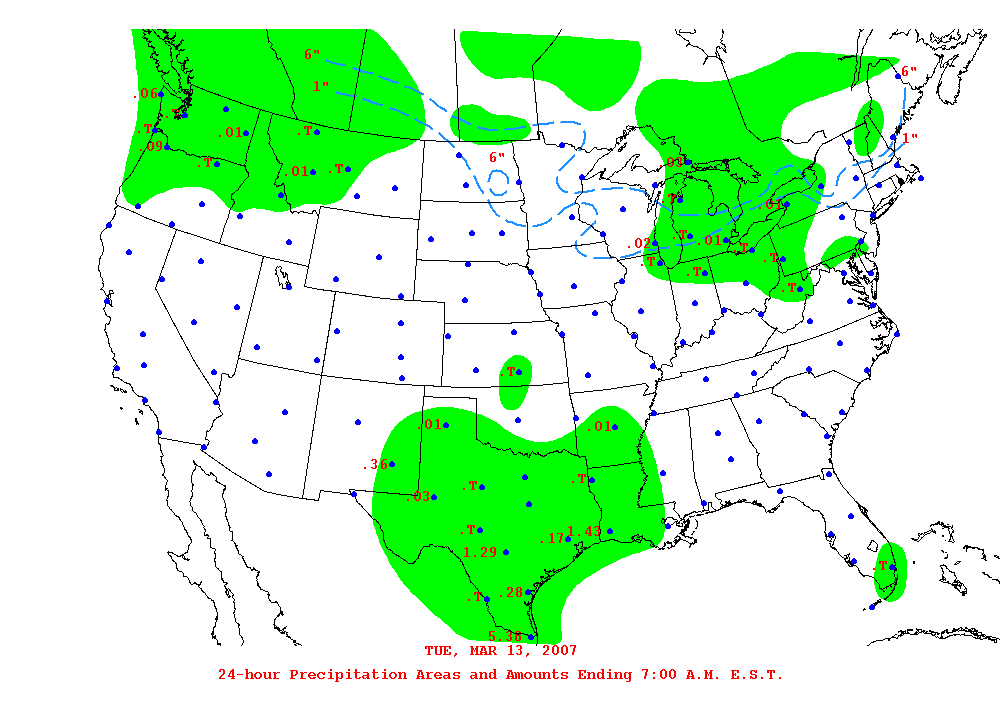 6"
6"
1"
.06
.T
.01
.T
1"
.09
.T
6"
.01
.T
.01
.T
.01
.T
.02
.01
.T
.T
.T
.T
.T
.T
.01
.01
.36
.T
.03
.T
.T
1.43
.17
1.29
.T
.28
.T
5.38
TUE, MAR 13, 2007
24-hour Precipitation Areas and Amounts Ending 7:00 A.M. E.S.T.